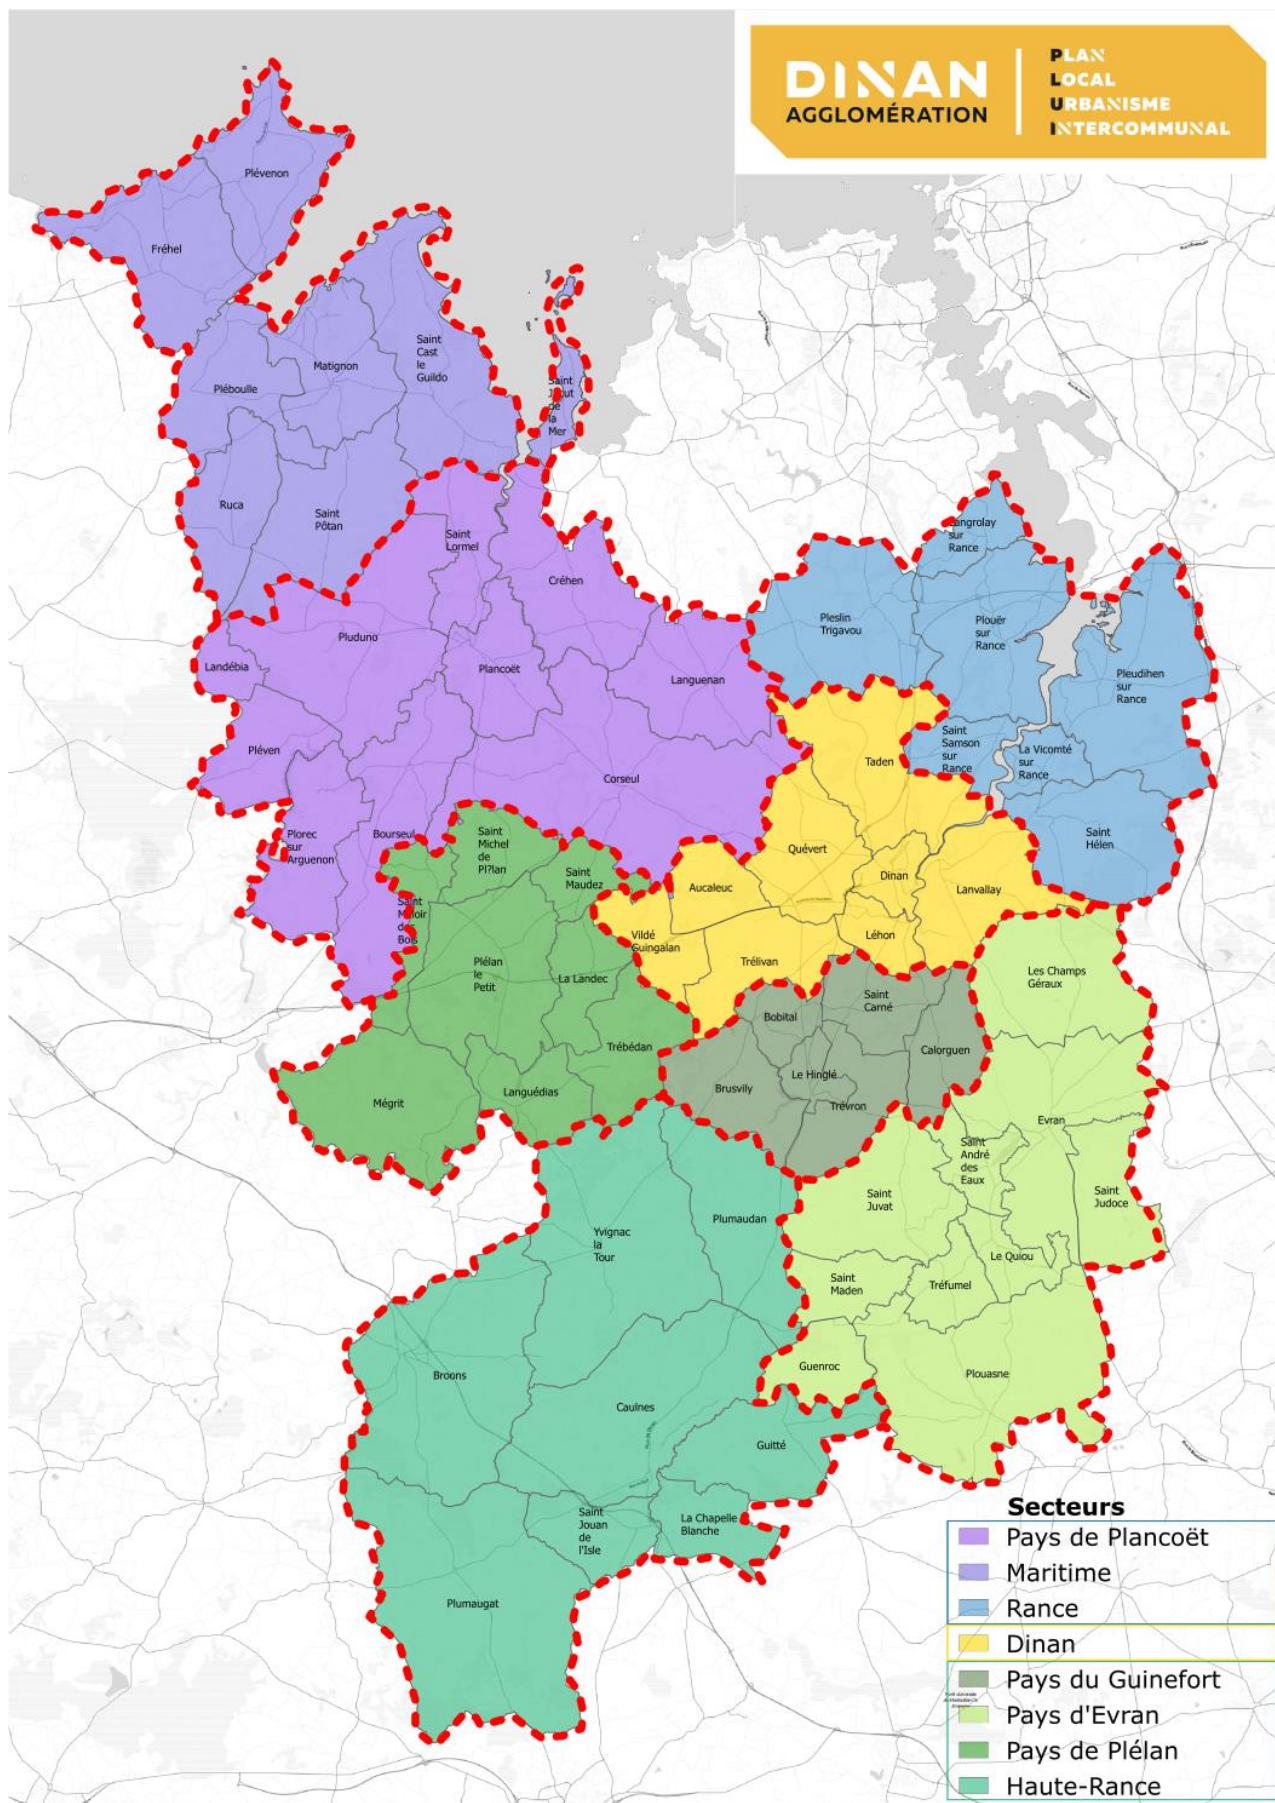 DINAN
AGGLOMÉRATION
PLAN
LOCAL
URBANISME
INTERCOMMUNAL
Plévenon
Fréhel
Saint
Cast
le
Guildo
Matignon
Pléboulle
Saint
de
la
Mer
Ruca
Saint
Pôtan
Saint
Lormel
Langrolay
sur
Rance
Créhen
Pleslin
Trigavou
Plouër
sur
Rance
Pluduno
Landébia
Plancoët
Languenan
Pleudihen
sur
Rance
Pléven
Corseul
Taden
Saint
Samson
sur
Rance
La Vicomté
sur
Rance
Plorec
sur
Arguenon
Bourseul
Saint
Michel
de
Pl?lan
Saint
Maudez
Quévert
Dinan
Aucaleuc
Lanvallay
Saint
Hélen
Saint
des
Bois
Vildé
Guingalan
Léhon
Plélan
le
Petit
La Landec
Trélivan
Les Champs
Géraux
Saint
Carné
Bobital
Trébédan
Calorguen
Le Hinglé
Brusvily
Trévron
Mégrit
Languédias
Evran
Saint
André
des
Eaux
Saint
Juvat
Saint
Judoce
Plumaudan
Yvignac
la
Tour
Le Quiou
Saint
Maden
Tréfumel
Broons
Guenroc
Plouasne
Caulnes
Guitté
Saint
Jouan
de
l'Isle
La Chapelle
Blanche
Plumaugat
Secteurs
Pays de Plancoët
Maritime
Rance
Dinan
Pays du Guinefort
Pays d'Evran
Pays de Plélan
Haute-Rance